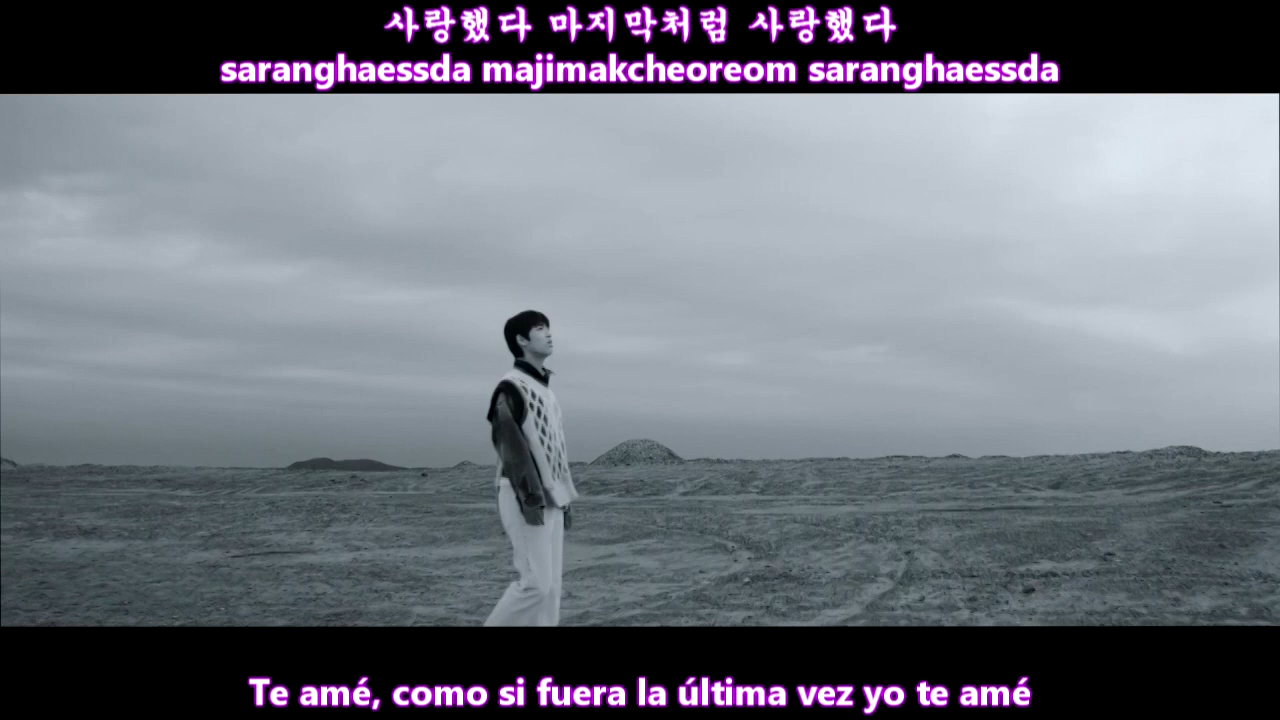 사랑했다 마지막처럼 사랑했다
saranghaessda majimakcheoreom saranghaessda
Te amé, como si fuera la última vez yo te amé